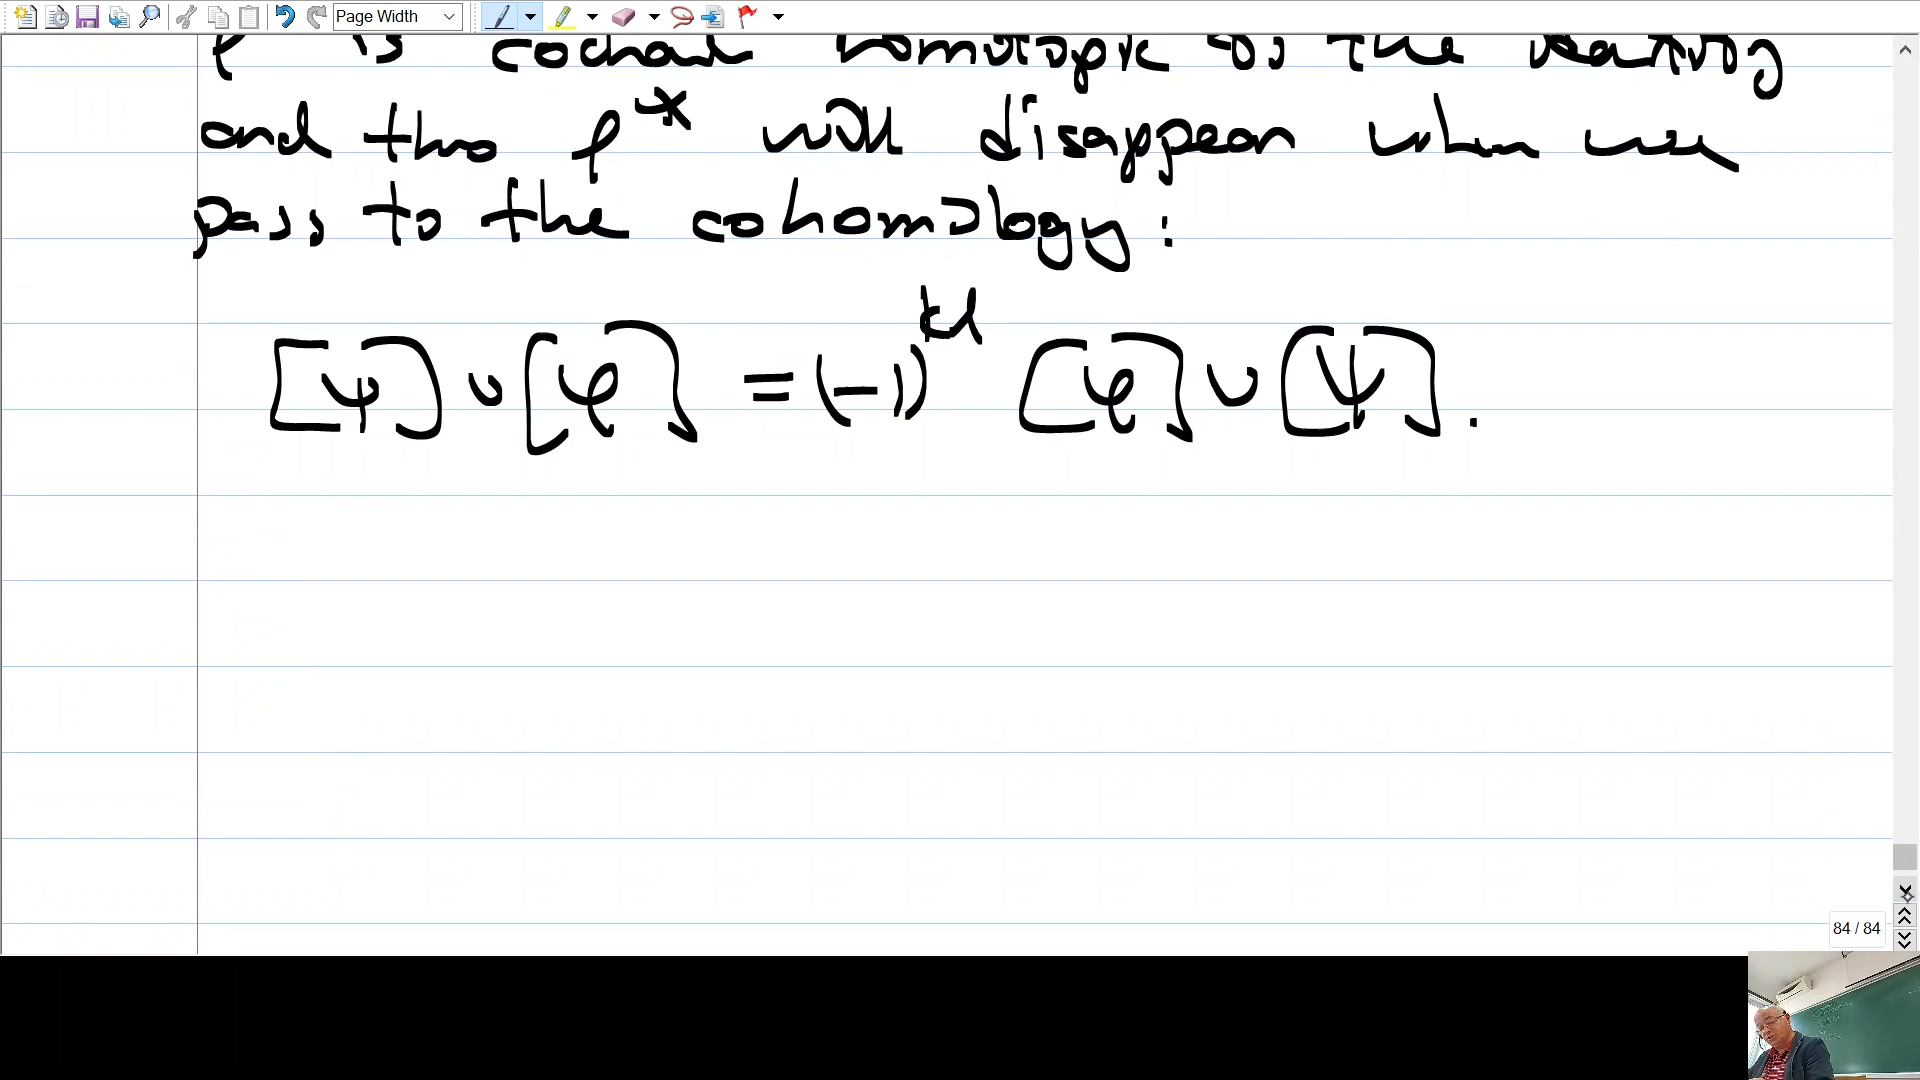 Page Width
ρ is cochain homotopic to the identity
and thus ρ* will disappear when we
pass to the cohomology:
[ψ] ∪ [φ] = (-1)^{kl} [φ] ∪ [ψ].
84 / 84